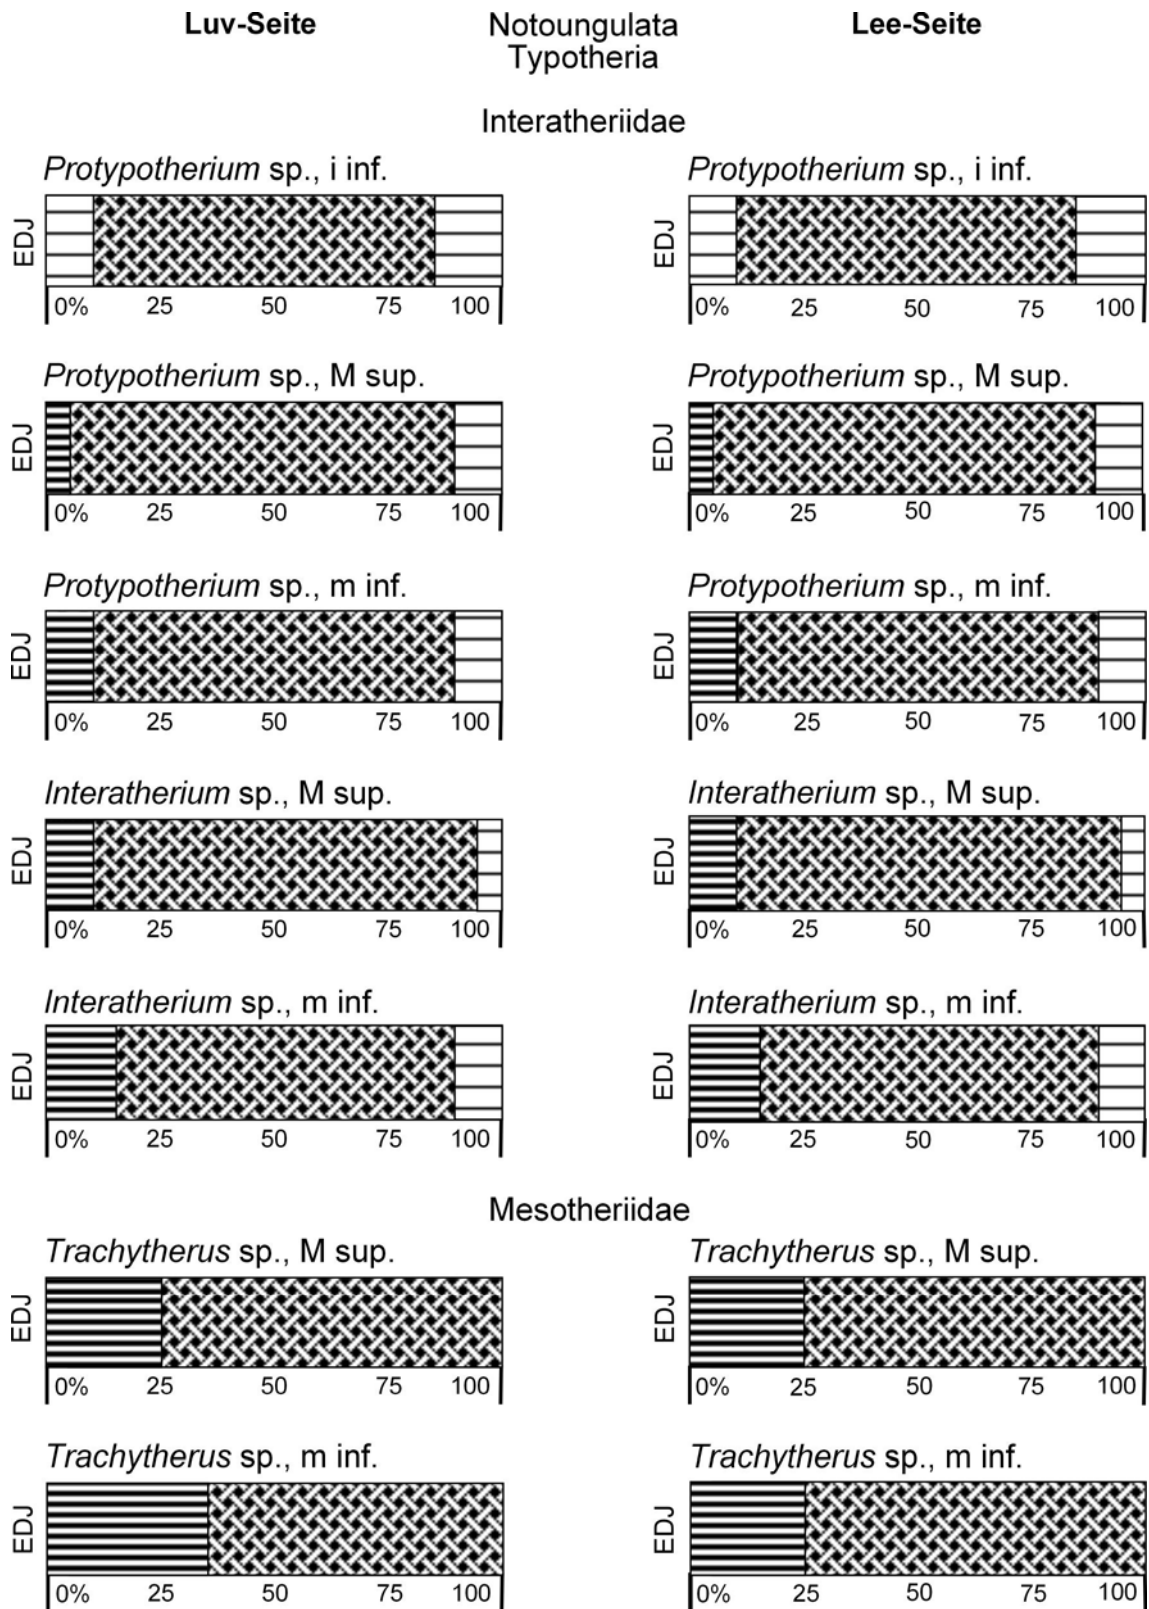 Luv-Seite Notoungulata Lee-Seite
Typotheria
Interatheriidae
Protypotherium sp., i inf. Protypotherium sp., i inf.
EDJ EDJ
0% 25 50 75 100 0% 25 50 75 100
Protypotherium sp., M sup. Protypotherium sp., M sup.
EDJ EDJ
0% 25 50 75 100 0% 25 50 75 100
Protypotherium sp., m inf. Protypotherium sp., m inf.
EDJ EDJ
0% 25 50 75 100 0% 25 50 75 100
Interatherium sp., M sup. Interatherium sp., M sup.
EDJ EDJ
0% 25 50 75 100 0% 25 50 75 100
Interatherium sp., m inf. Interatherium sp., m inf.
EDJ EDJ
0% 25 50 75 100 0% 25 50 75 100
Mesotheriidae
Trachytherus sp., M sup. Trachytherus sp., M sup.
EDJ EDJ
0% 25 50 75 100 0% 25 50 75 100
Trachytherus sp., m inf. Trachytherus sp., m inf.
EDJ EDJ
0% 25 50 75 100 0% 25 50 75 100